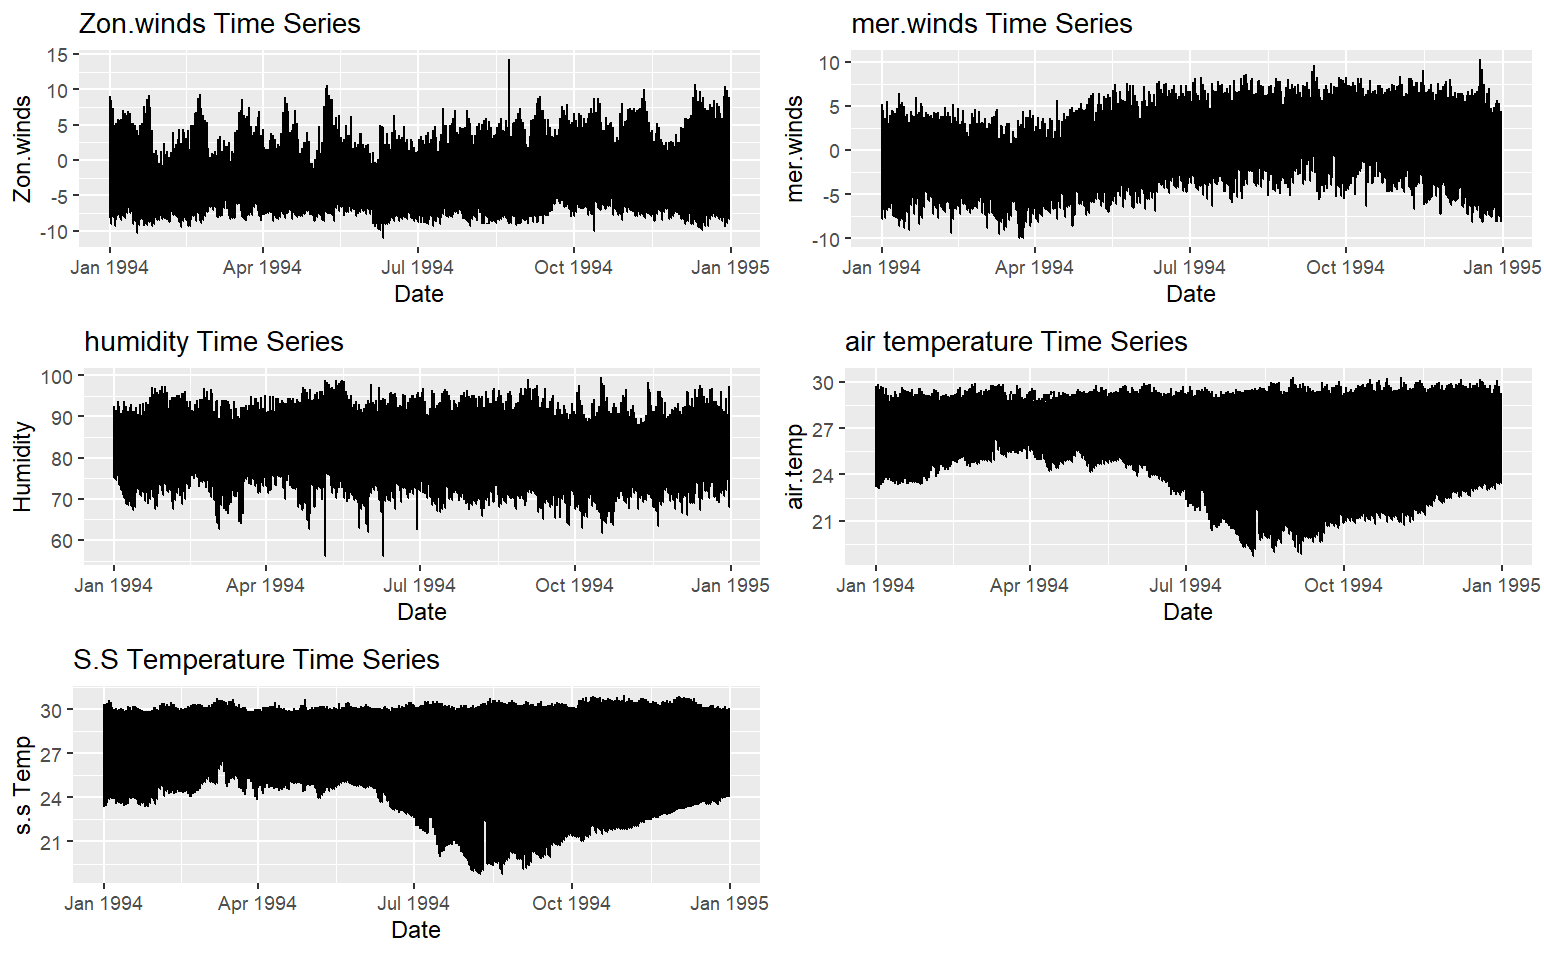 Zon.winds Time Series
Zon.winds
15
10
5
0
-5
-10
Jan 1994 Apr 1994 Jul 1994 Oct 1994 Jan 1995
Date
mer.winds Time Series
mer.winds
10
5
0
-5
-10
Jan 1994 Apr 1994 Jul 1994 Oct 1994 Jan 1995
Date
humidity Time Series
Humidity
100
90
80
70
60
Jan 1994 Apr 1994 Jul 1994 Oct 1994 Jan 1995
Date
air temperature Time Series
air.temp
30
27
24
21
Jan 1994 Apr 1994 Jul 1994 Oct 1994 Jan 1995
Date
S.S Temperature Time Series
s.s Temp
30
27
24
21
Jan 1994 Apr 1994 Jul 1994 Oct 1994 Jan 1995
Date